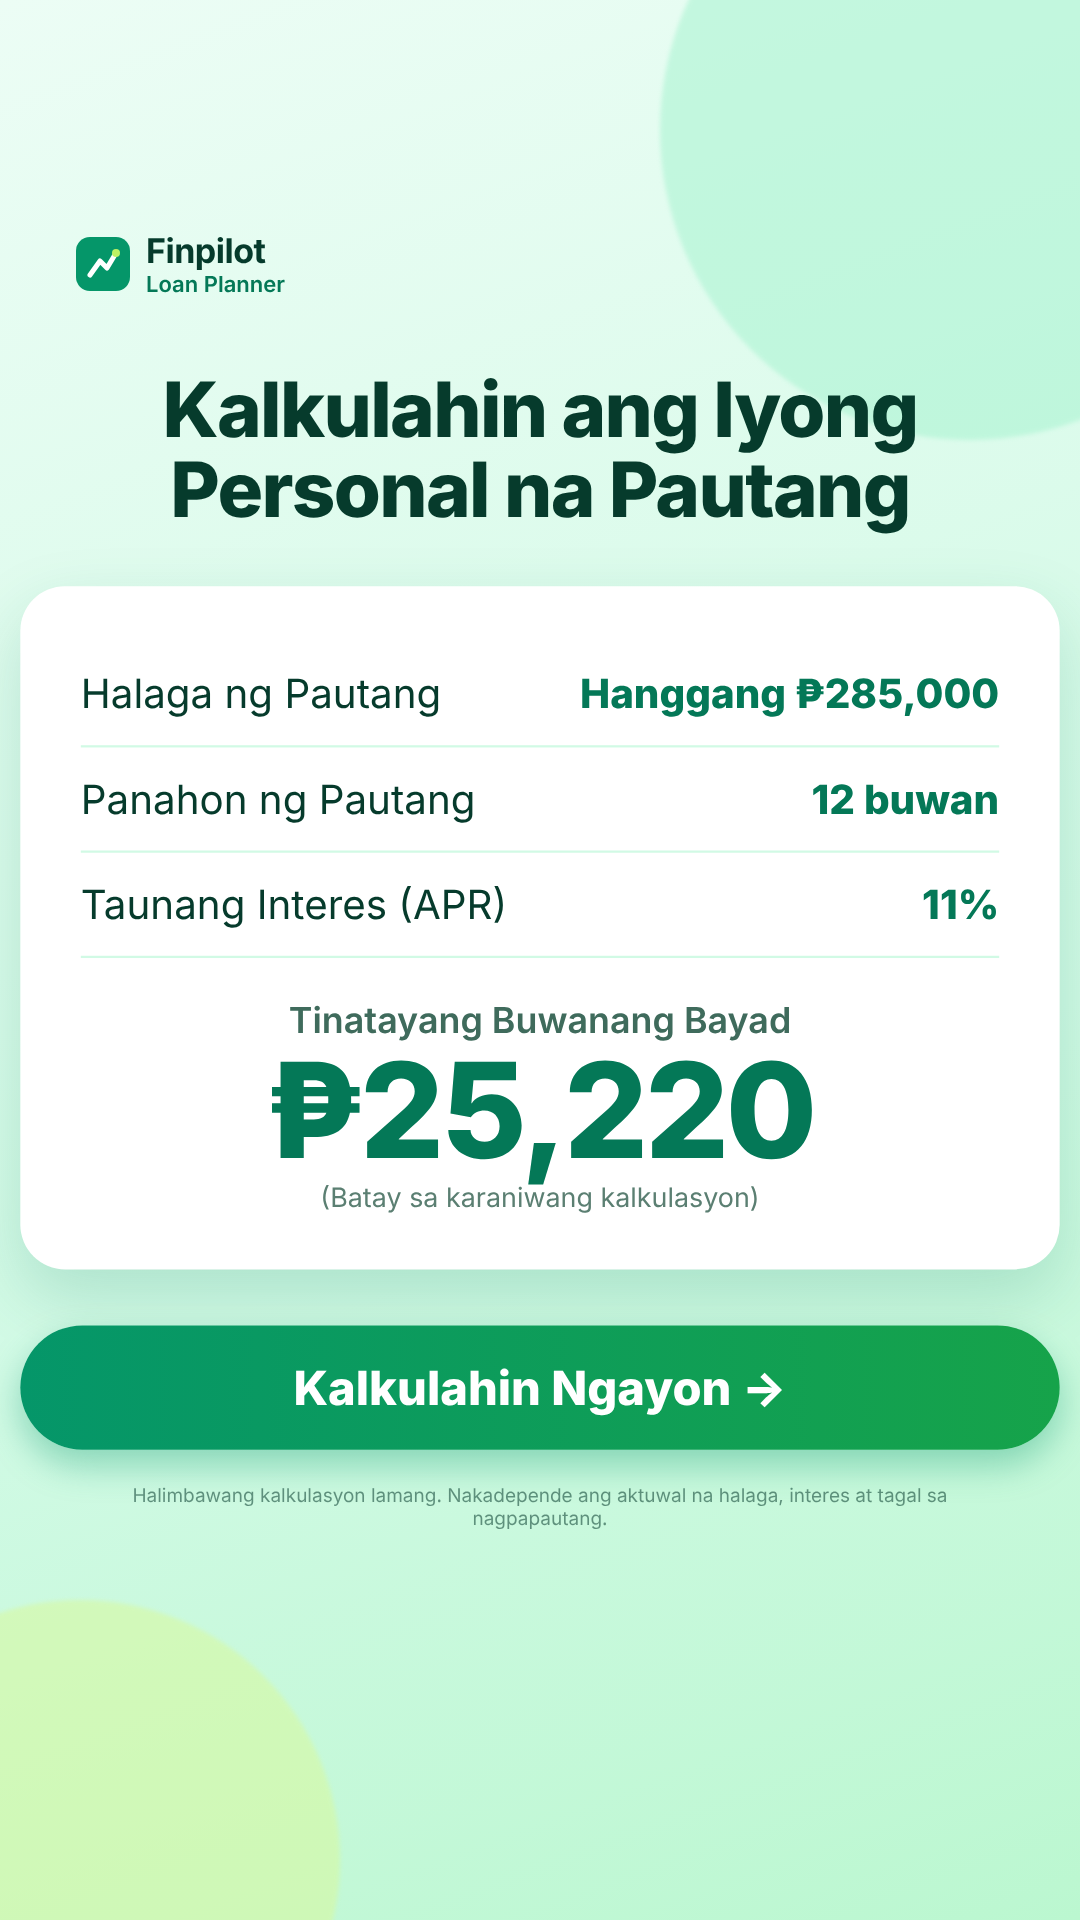 Finpilot
Loan Planner
Kalkulahin ang Iyong
Personal na Pautang
Halaga ng Pautang Hanggang ₱285,000
Panahon ng Pautang 12 buwan
Taunang Interes (APR) 11%
Tinatayang Buwanang Bayad
₱25,220
(Batay sa karaniwang kalkulasyon)
Kalkulahin Ngayon →
Halimbawang kalkulasyon lamang. Nakadepende ang aktuwal na halaga, interes at tagal sa
nagpapautang.